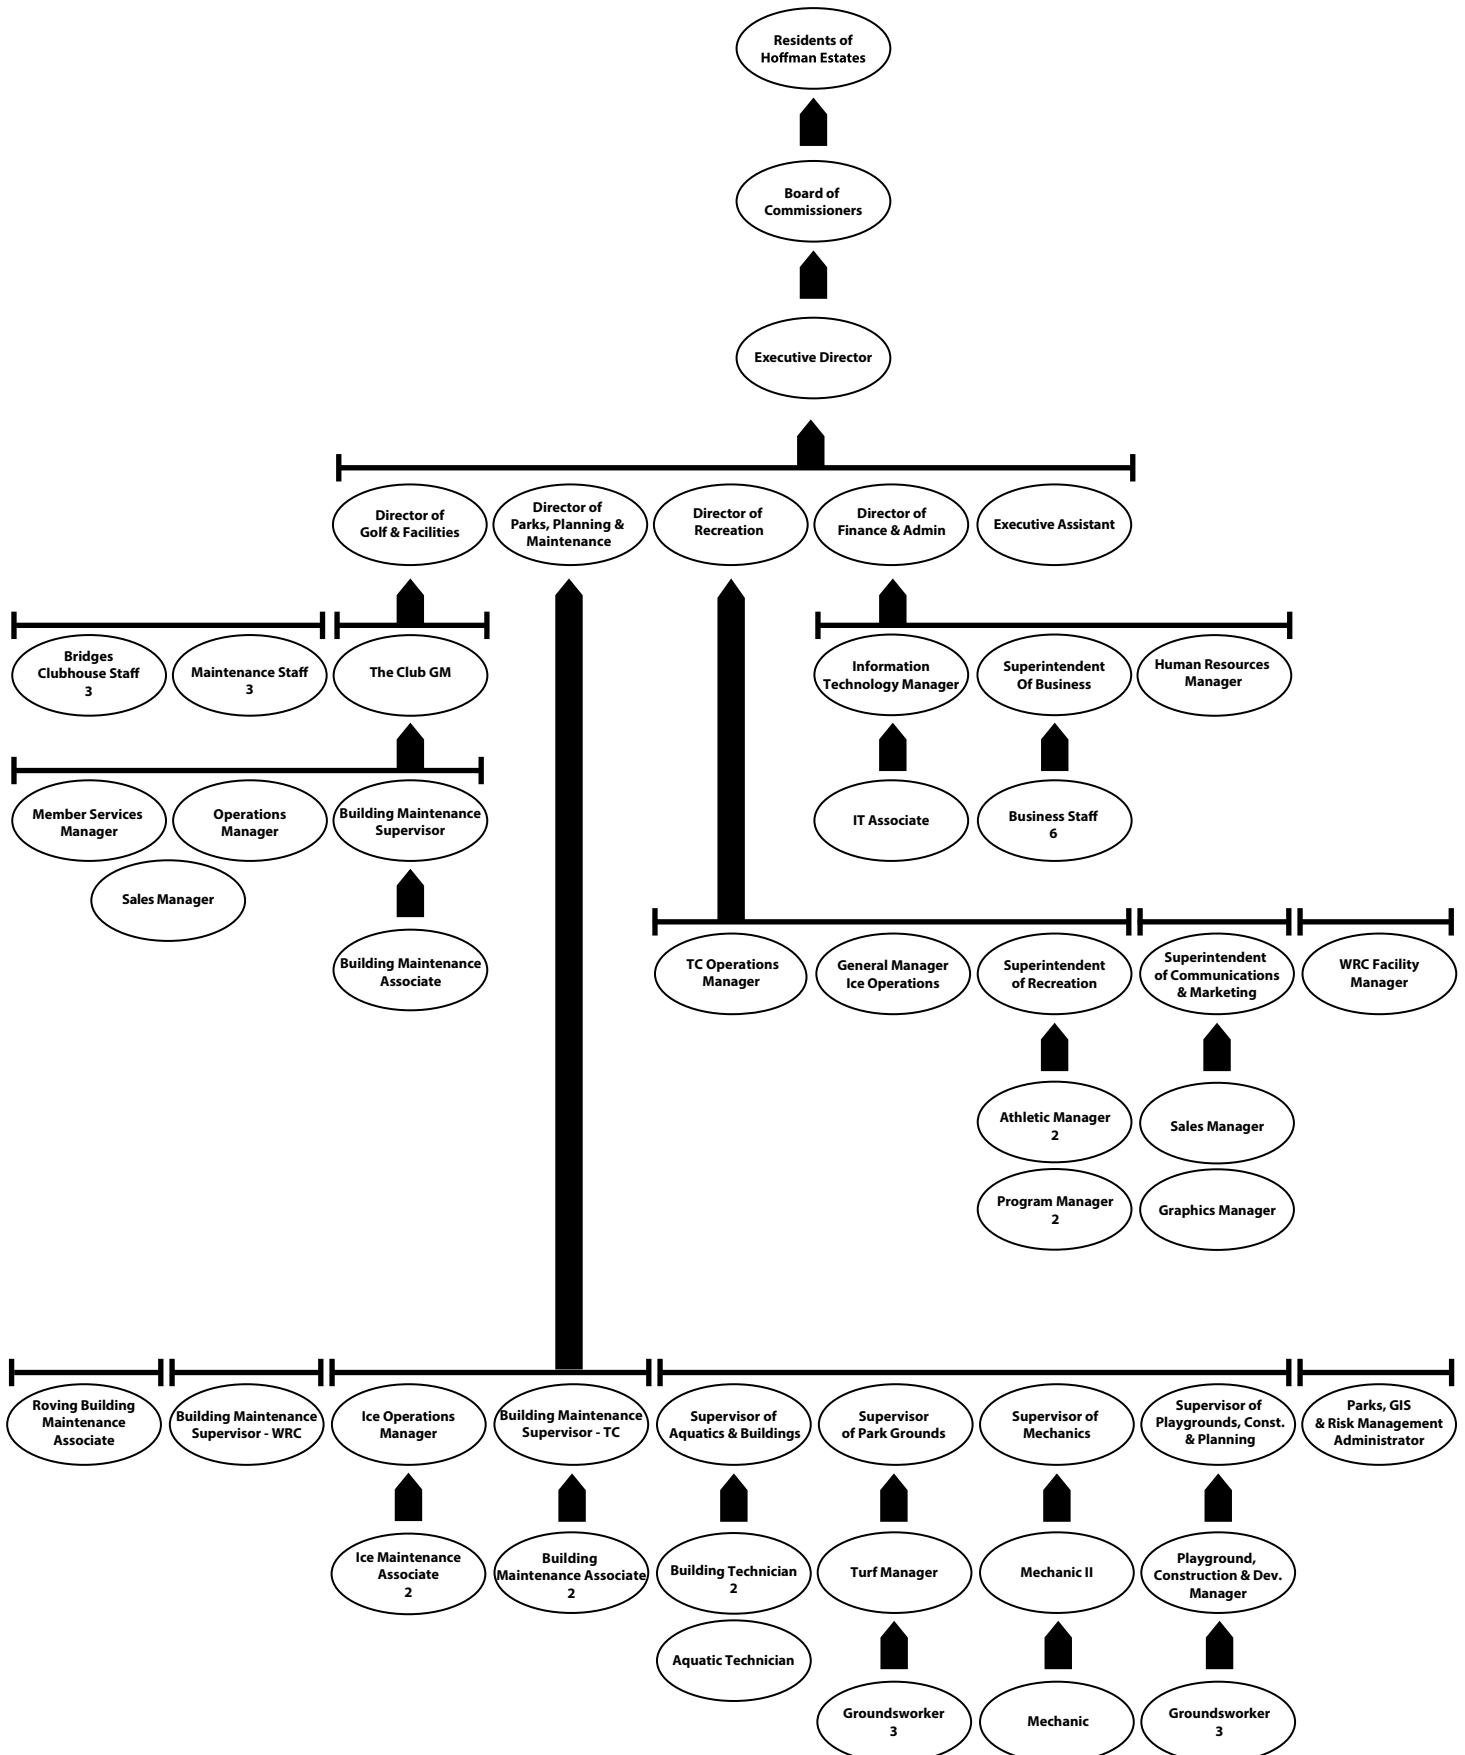 Residents of
Hoffman Estates
Board of
Commissioners
Executive Director
Director of
Golf & Facilities
Director of
Parks, Planning &
Maintenance
Director of
Recreation
Director of
Finance & Admin
Executive Assistant
Bridges
Clubhouse Staff
3
Maintenance Staff
3
The Club GM
Information
Technology Manager
Superintendent
Of Business
Human Resources
Manager
Member Services
Manager
Operations
Manager
Building Maintenance
Supervisor
IT Associate
Business Staff
6
Sales Manager
Building Maintenance
Associate
TC Operations
Manager
General Manager
Ice Operations
Superintendent
of Recreation
Superintendent
of Communications
& Marketing
WRC Facility
Manager
Athletic Manager
2
Sales Manager
Program Manager
2
Graphics Manager
Roving Building
Maintenance
Associate
Building Maintenance
Supervisor - WRC
Ice Operations
Manager
Building Maintenance
Supervisor - TC
Supervisor of
Aquatics & Buildings
Supervisor
of Park Grounds
Supervisor of
Mechanics
Supervisor of
Playgrounds, Const.
& Planning
Parks, GIS
& Risk Management
Administrator
Ice Maintenance
Associate
2
Building
Maintenance Associate
2
Building Technician
2
Turf Manager
Mechanic II
Playground,
Construction & Dev.
Manager
Aquatic Technician
Groundsworker
3
Mechanic
Groundsworker
3